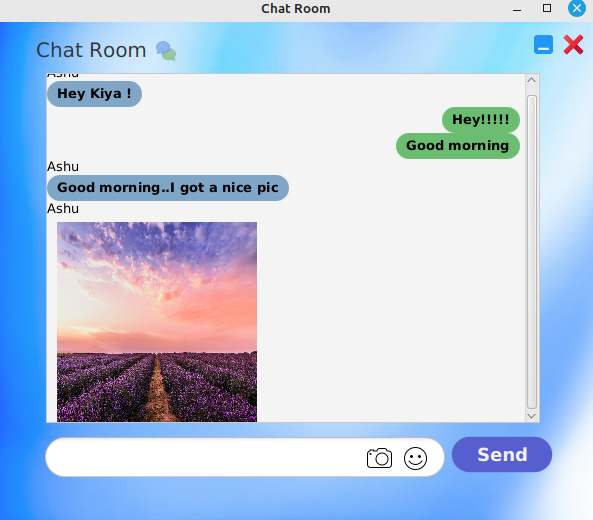 Chat Room
Chat Room
Ashu
Hey Kiya !
Hey!!!!!
Good morning
Ashu
Good morning..I got a nice pic
Ashu
Send